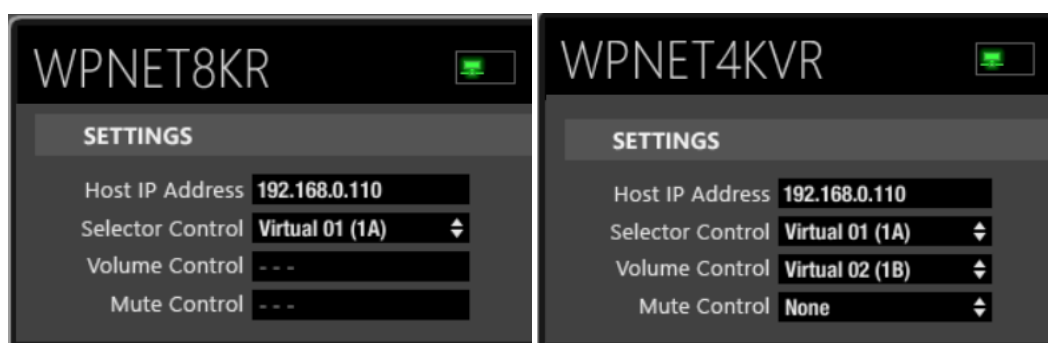 WPNET8KR
SETTINGS
Host IP Address 192.168.0.110
Selector Control Virtual 01 (1A)
Volume Control - - -
Mute Control - - -
WPNET4KVR
SETTINGS
Host IP Address 192.168.0.110
Selector Control Virtual 01 (1A)
Volume Control Virtual 02 (1B)
Mute Control None